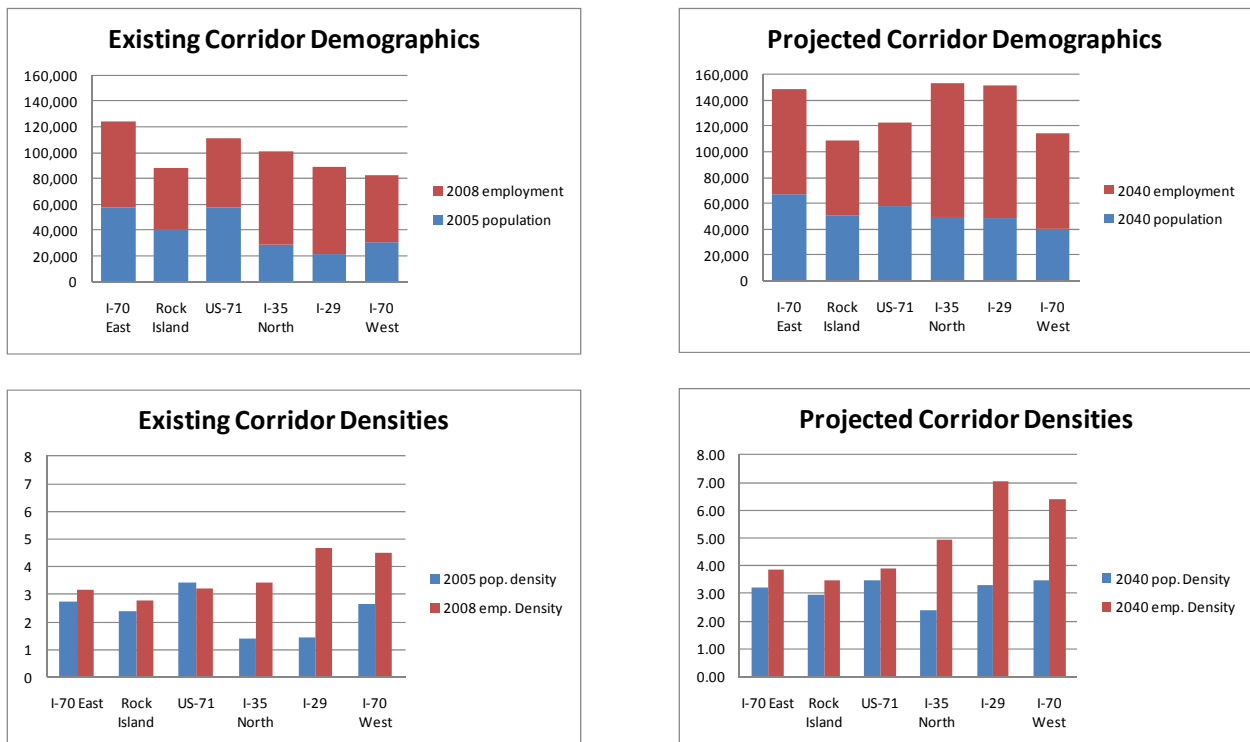 Existing Corridor Demographics
160,000
140,000
120,000
100,000
80,000
60,000
40,000
20,000
0
I-70 East
Rock Island
US-71
I-35 North
I-29
I-70 West
2008 employment
2005 population
Projected Corridor Demographics
160,000
140,000
120,000
100,000
80,000
60,000
40,000
20,000
0
I-70 East
Rock Island
US-71
I-35 North
I-29
I-70 West
2040 employment
2040 population
Existing Corridor Densities
8
7
6
5
4
3
2
1
0
I-70 East
Rock Island
US-71
I-35 North
I-29
I-70 West
2005 pop. density
2008 emp. Density
Projected Corridor Densities
8.00
7.00
6.00
5.00
4.00
3.00
2.00
1.00
0.00
I-70 East
Rock Island
US-71
I-35 North
I-29
I-70 West
2040 pop. Density
2040 emp. Density